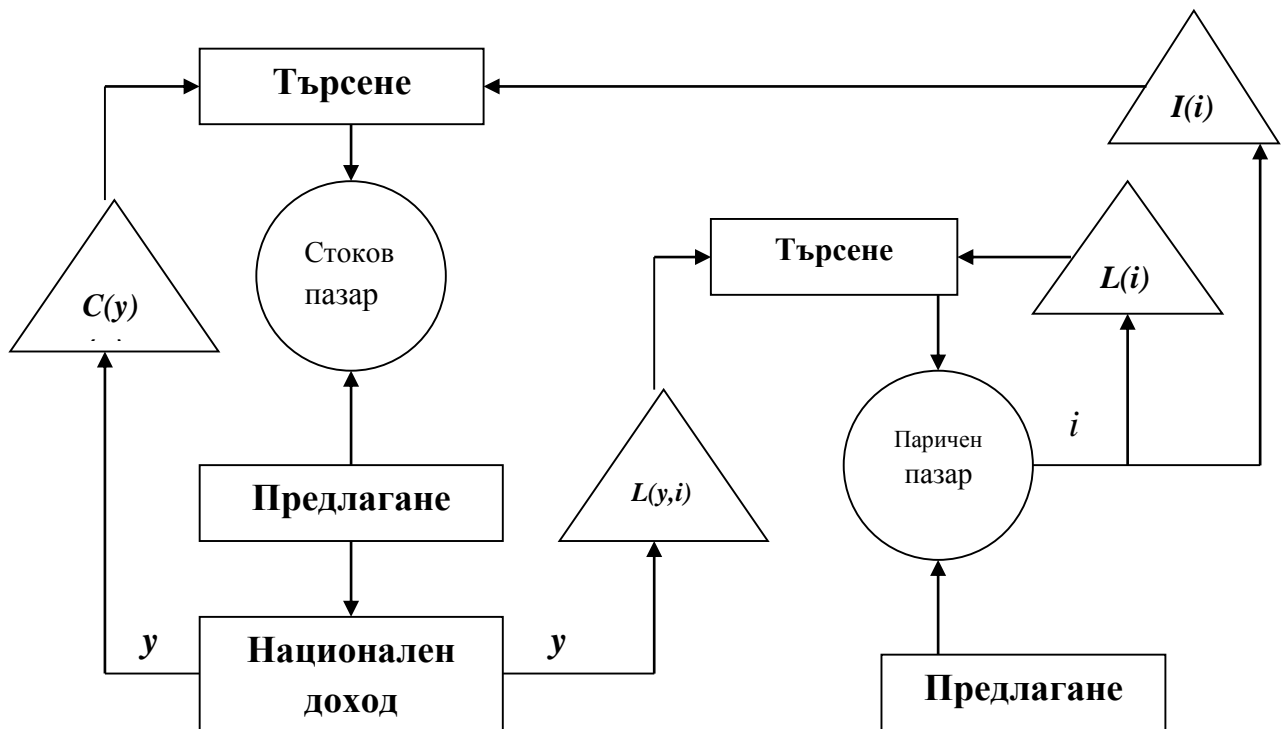 Търсене
I(i)
Стоков
пазар
Търсене
L(i)
C(y)
Паричен
пазар
i
Предлагане
L(y,i)
y
Национален
доход
y
Предлагане